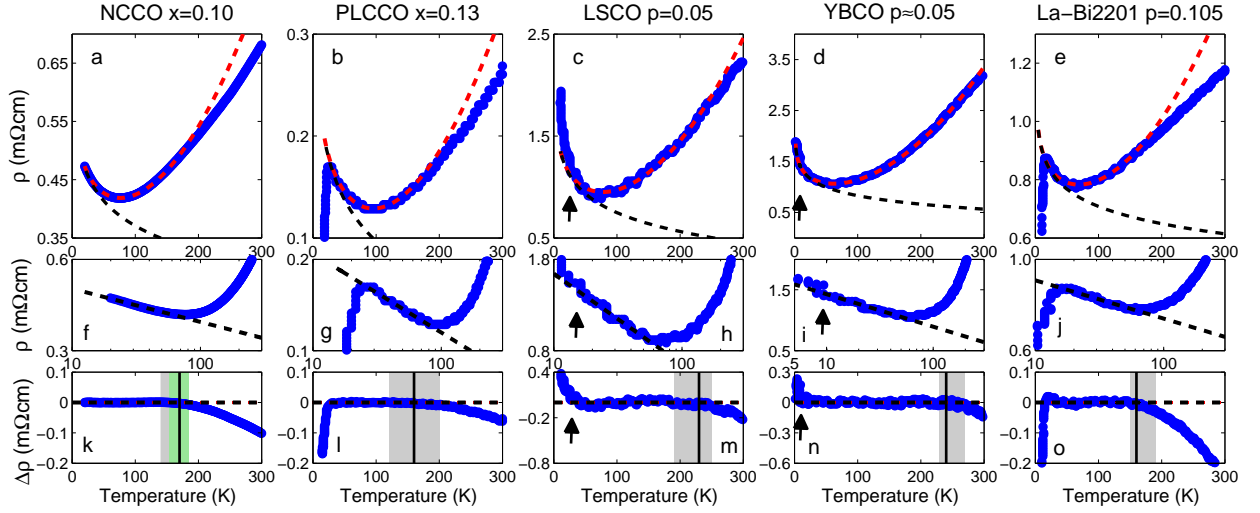 NCCO x=0.10 PLCCO x=0.13 LSCO p=0.05 YBCO p≈0.05 La−Bi2201 p=0.105
ρ (mΩcm)
0.65 0.55 0.45 0.35
a
0 100 200 300
0.3 0.2 0.1
b
0 100 200 300
2.5 1.5 0.5
c
0 100 200 300
4.5 3.5 2.5 1.5 0.5
d
0 100 200 300
1.2 1.0 0.8 0.6
e
0 100 200 300
ρ (mΩcm)
0.6 0.3
f
10 100
0.2 0.1
g
10 100
1.8 0.8
h
10 100
1.5 0
i
5 10 100
1.0 0.6
j
10 100
Δρ (mΩcm)
0.1 0 −0.1 −0.2
k
0 100 200 300
Temperature (K)
0.1 0 −0.1 −0.2
l
0 100 200 300
Temperature (K)
0.4 −0.2 −0.8
m
0 100 200 300
Temperature (K)
0.3 0 −0.3 −0.6
n
0 100 200 300
Temperature (K)
0.1 0 −0.1 −0.2
o
0 100 200 300
Temperature (K)